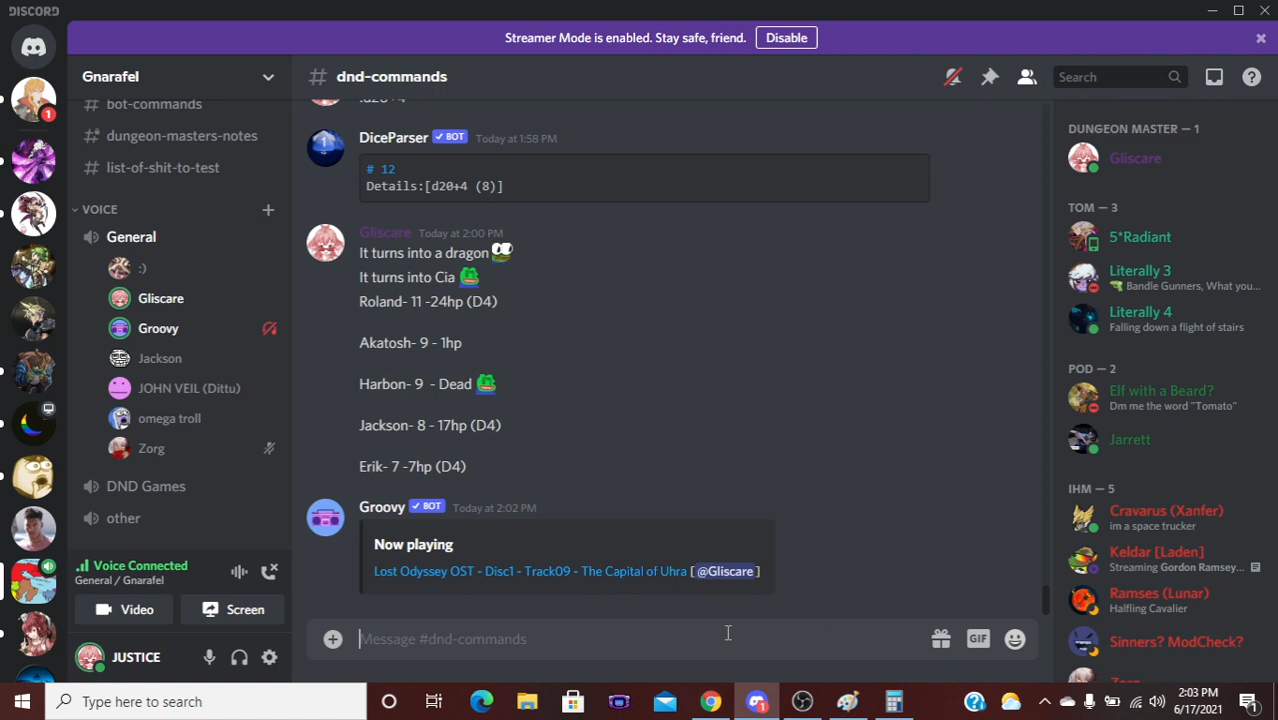 DISCORD
Streamer Mode is enabled. Stay safe, friend. Disable
Gnarafel
# dnd-commands
Search
# bot-commands
# dungeon-masters-notes
# list-of-shit-to-test
VOICE
General
:)
Gliscare
Groovy
Jackson
JOHN VEIL (Dittu)
omega troll
Zorg
DND Games
other
Voice Connected
General / Gnarafel
Video
Screen
JUSTICE
DiceParser BOT Today at 1:58 PM
# 12
Details:[d20+4 (8)]
Gliscare Today at 2:00 PM
It turns into a dragon
It turns into Cia
Roland- 11 -24hp (D4)
Akatosh- 9 - 1hp
Harbon- 9 - Dead
Jackson- 8 - 17hp (D4)
Erik- 7 -7hp (D4)
Groovy BOT Today at 2:02 PM
Now playing
Lost Odyssey OST - Disc1 - Track09 - The Capital of Uhra [@Gliscare]
Message #dnd-commands
GIF
DUNGEON MASTER — 1
Gliscare
TOM — 3
5*Radiant
Literally 3
Bandle Gunners, What you...
Literally 4
Falling down a flight of stairs
POD — 2
Elf with a Beard?
Dm me the word "Tomato"
Jarrett
IHM — 5
Cravarus (Xanfer)
im a space trucker
Keldar [Laden]
Streaming Gordon Ramsey...
Ramses (Lunar)
Halfling Cavalier
Sinners? ModCheck?
1
1
Type here to search
1
2:03 PM
6/17/2021
1